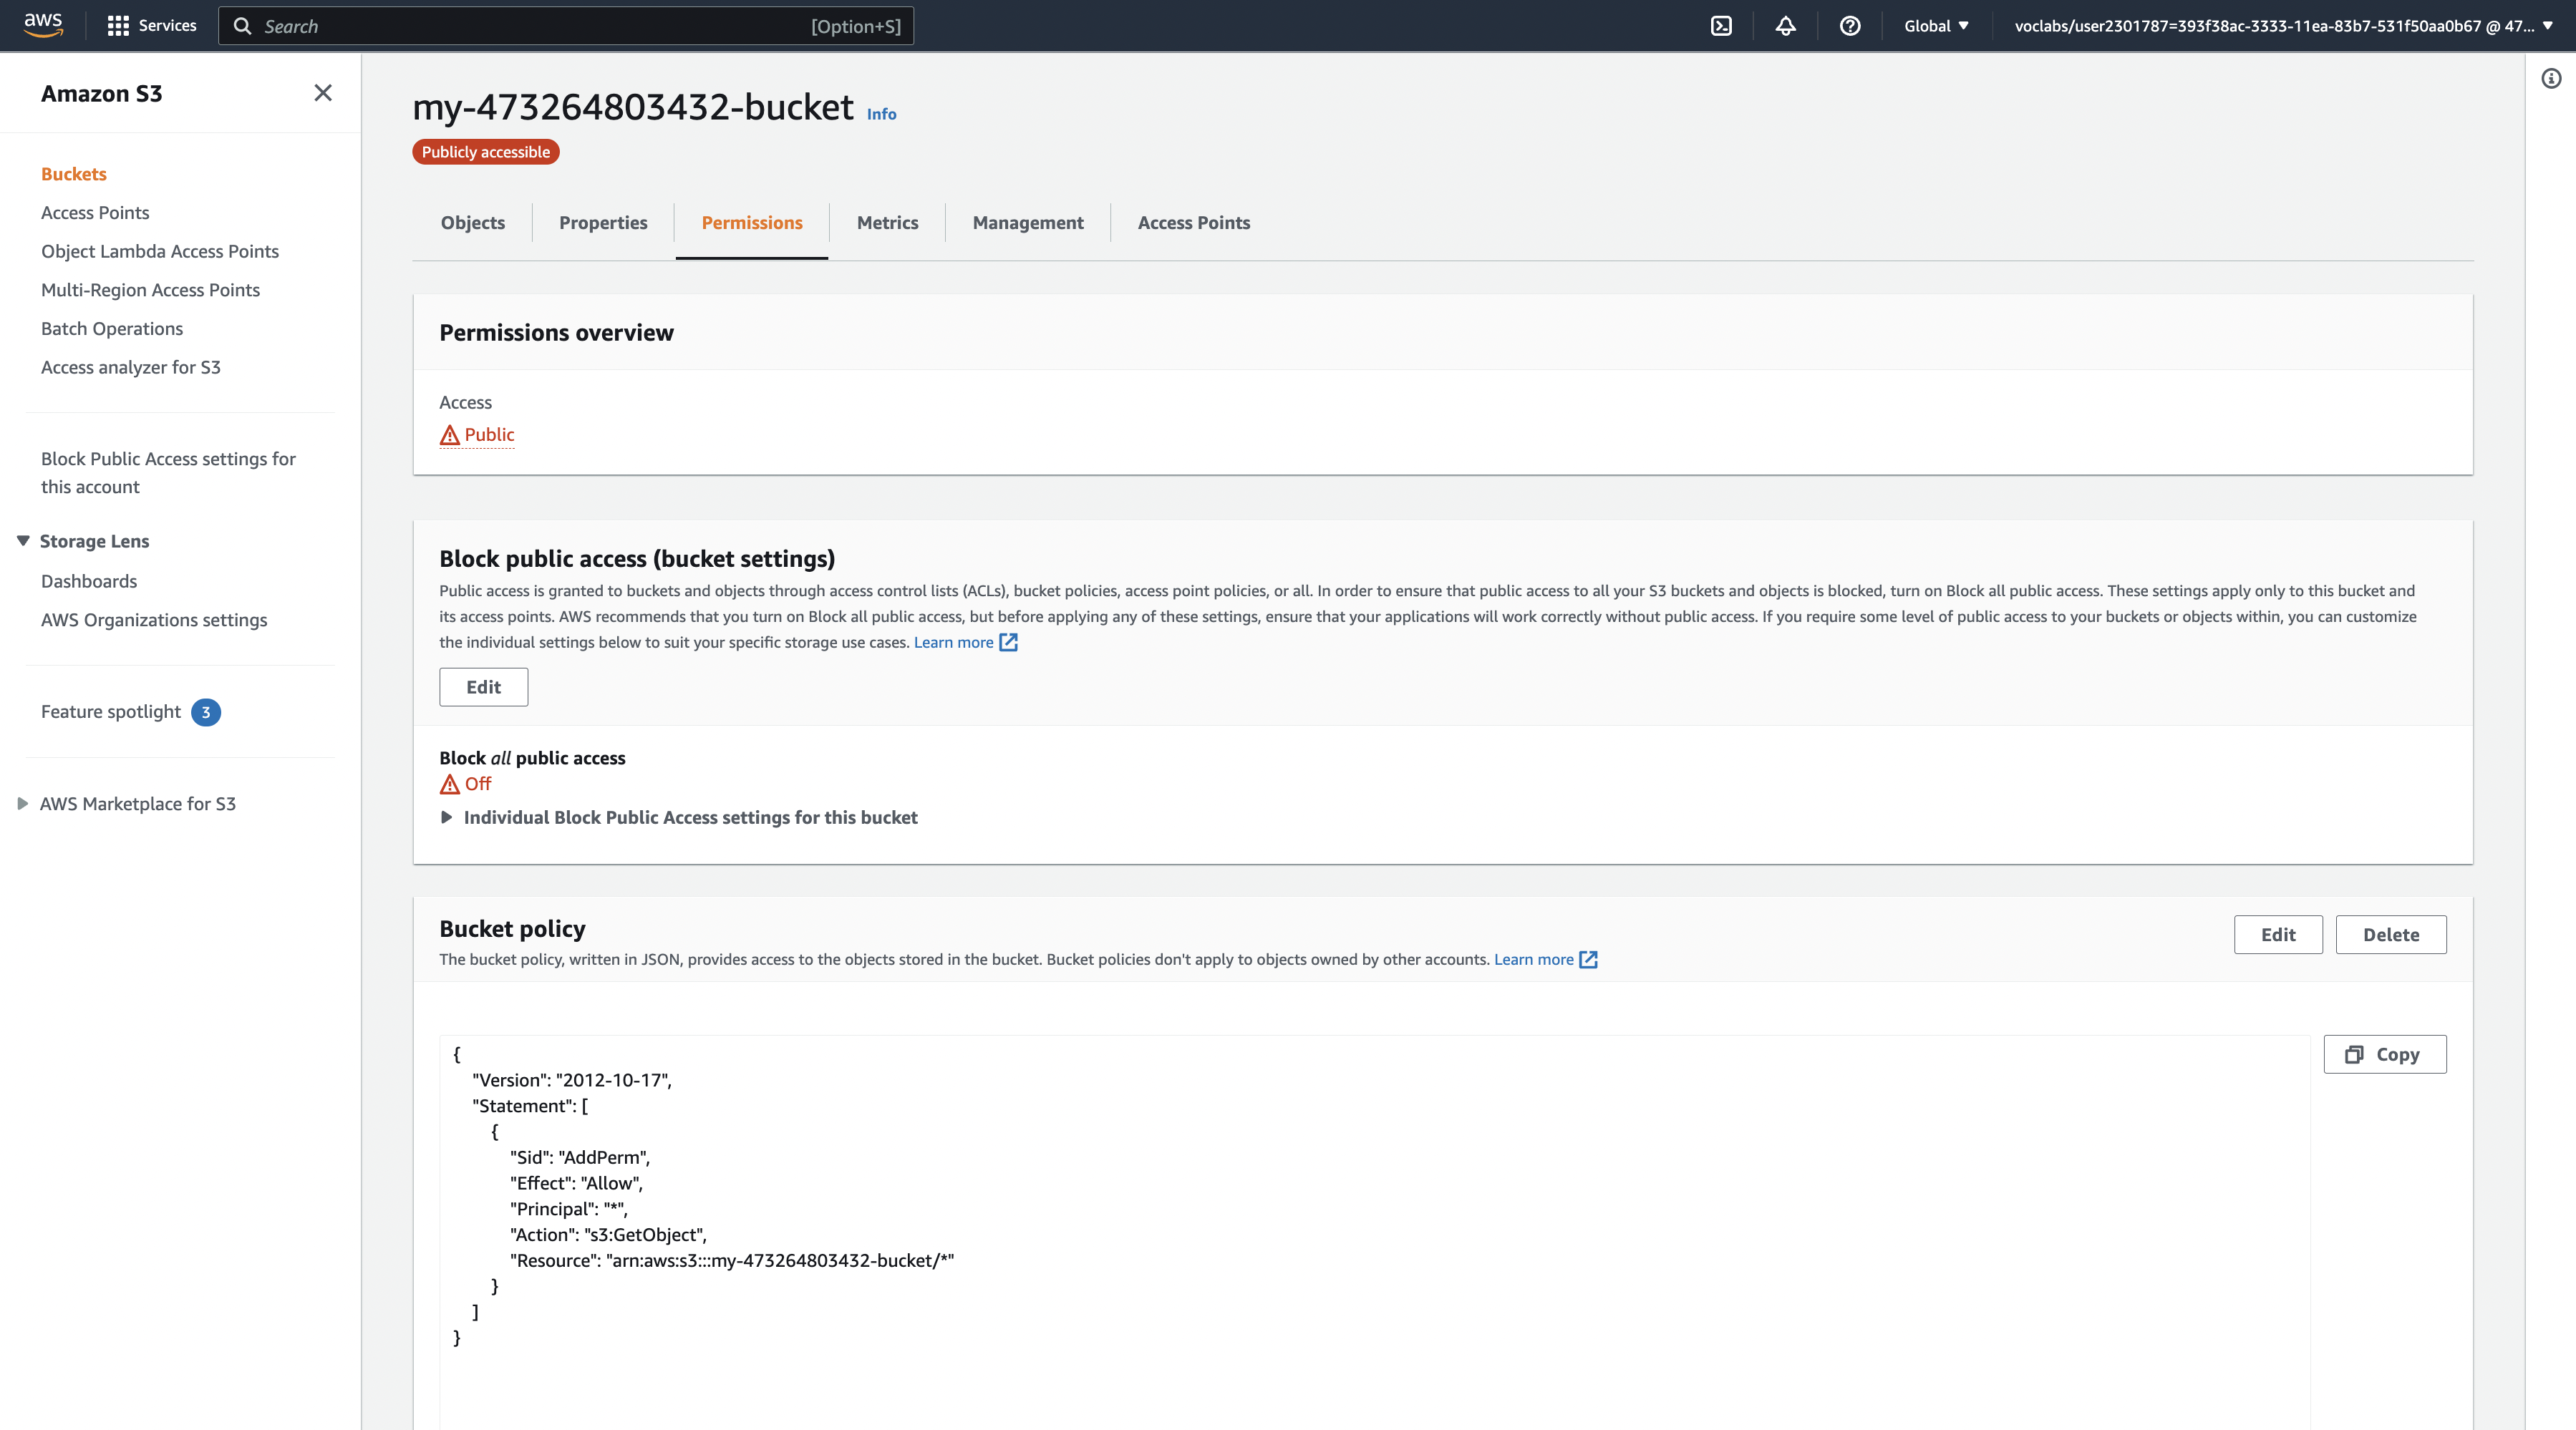 aws
Services
Search
[Option+S]
Global
voclabs/user2301787=393f38ac-3333-11ea-83b7-531f50aa0b67 @ 47...
Amazon S3
Buckets
Access Points
Object Lambda Access Points
Multi-Region Access Points
Batch Operations
Access analyzer for S3
Block Public Access settings for
this account
Storage Lens
Dashboards
AWS Organizations settings
Feature spotlight 3
AWS Marketplace for S3
my-473264803432-bucket Info
Publicly accessible
Objects
Properties
Permissions
Metrics
Management
Access Points
Permissions overview
Access
Public
Block public access (bucket settings)
Public access is granted to buckets and objects through access control lists (ACLs), bucket policies, access point policies, or all. In order to ensure that public access to all your S3 buckets and objects is blocked, turn on Block all public access. These settings apply only to this bucket and
its access points. AWS recommends that you turn on Block all public access, but before applying any of these settings, ensure that your applications will work correctly without public access. If you require some level of public access to your buckets or objects within, you can customize
the individual settings below to suit your specific storage use cases. Learn more
Edit
Block all public access
Off
Individual Block Public Access settings for this bucket
Bucket policy
Edit
Delete
The bucket policy, written in JSON, provides access to the objects stored in the bucket. Bucket policies don't apply to objects owned by other accounts. Learn more
Copy
{
"Version": "2012-10-17",
"Statement": [
{
"Sid": "AddPerm",
"Effect": "Allow",
"Principal": "*",
"Action": "s3:GetObject",
"Resource": "arn:aws:s3:::my-473264803432-bucket/*"
}
]
}